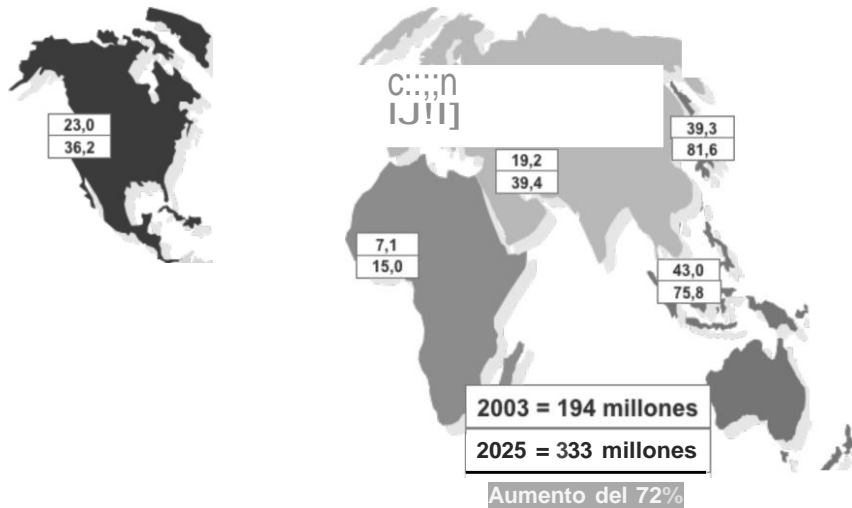 c::;;n
IJ!I]
23,0
36,2
39,3
81,6
19,2
39,4
7,1
15,0
43,0
75,8
2003 = 194 millones
2025 = 333 millones
Aumento del 72%